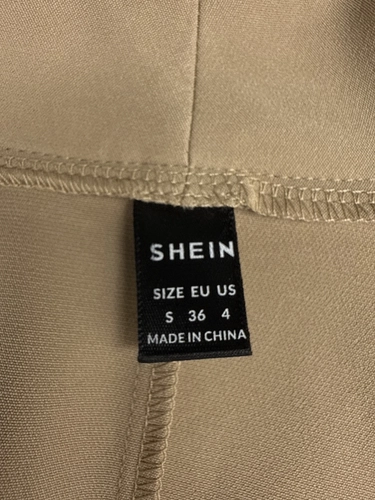 SHEIN
SIZE EU US
S 36 4
MADE IN CHINA